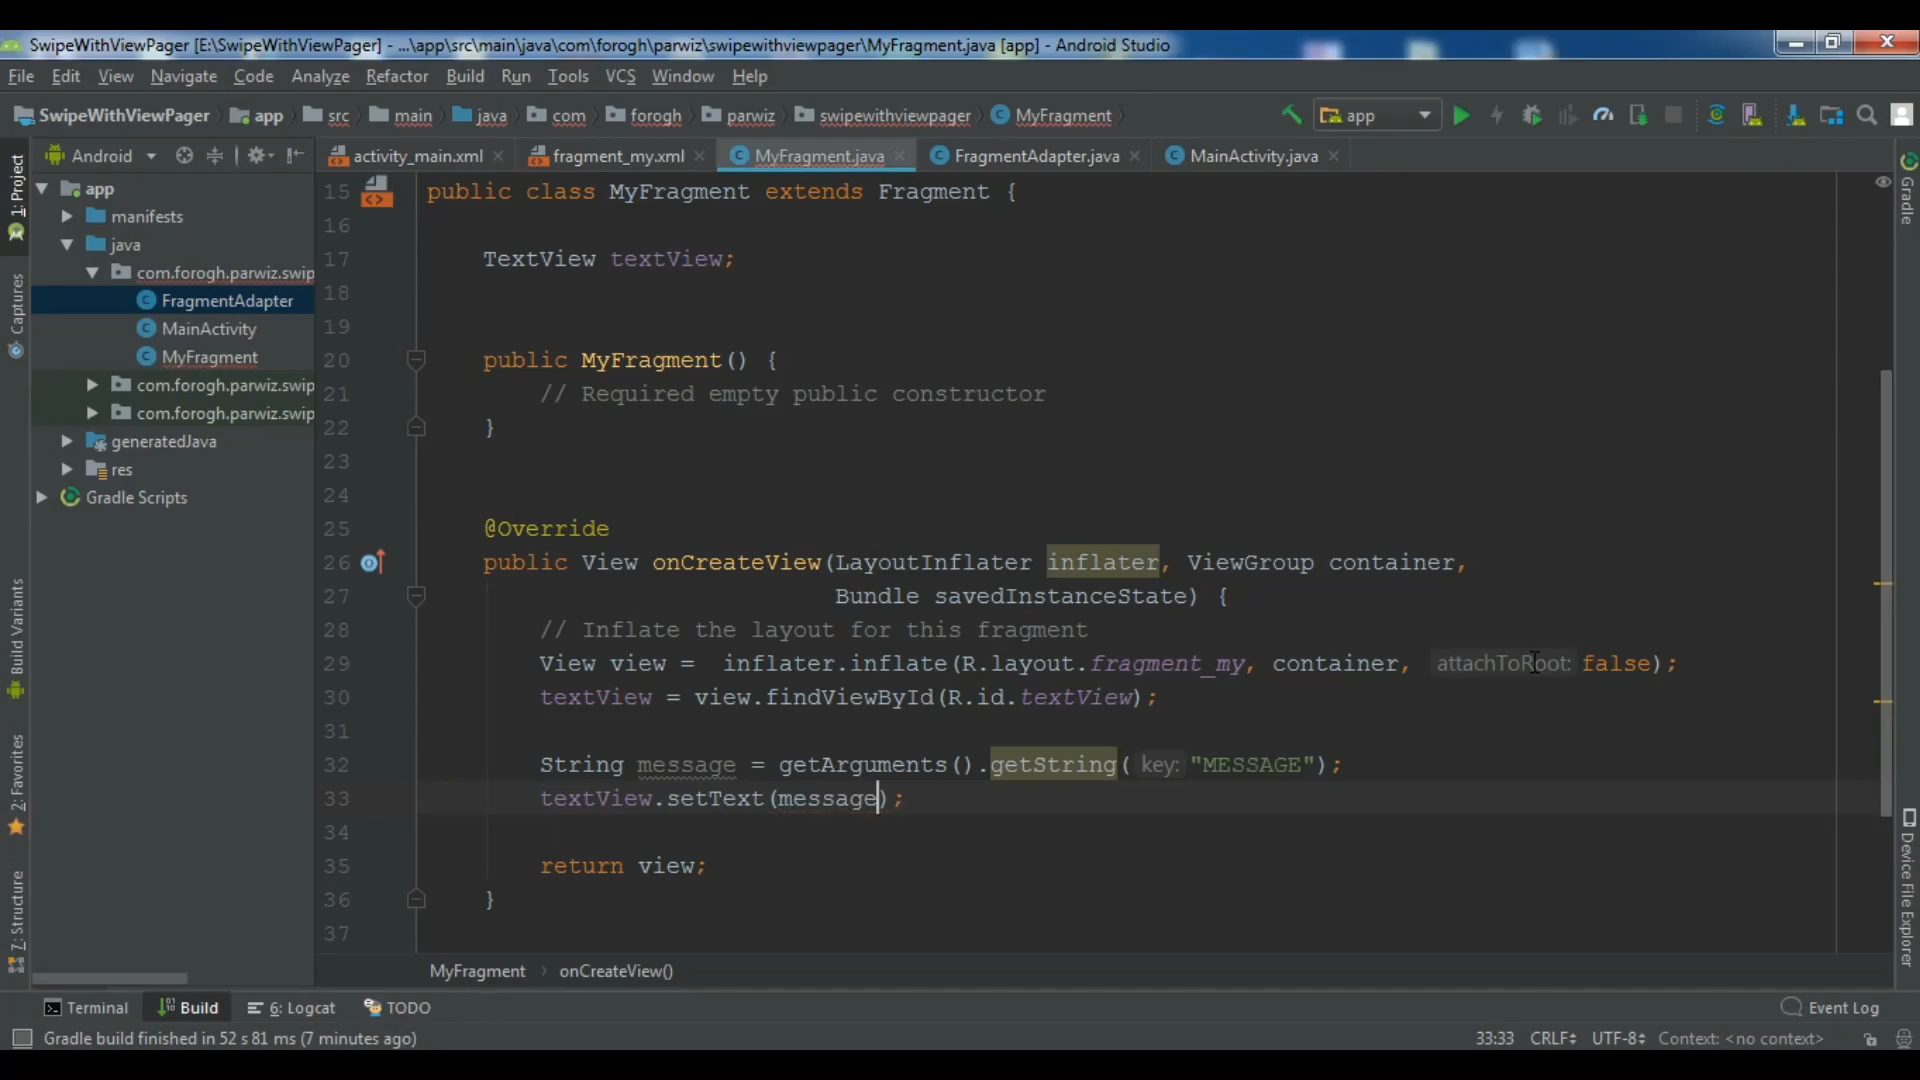 SwipeWithViewPager [E:\SwipeWithViewPager] - ...\app\src\main\java\com\forogh\parwiz\swipewithviewpager\MyFragment.java [app] - Android Studio
File Edit View Navigate Code Analyze Refactor Build Run Tools VCS Window Help
SwipeWithViewPager app src main java com forogh parwiz swipewithviewpager MyFragment app
Android activity_main.xml fragment_my.xml MyFragment.java FragmentAdapter.java MainActivity.java
1: Project
Captures
Build Variants
2: Favorites
7: Structure
app
manifests
java
com.forogh.parwiz.swip
FragmentAdapter
MainActivity
MyFragment
com.forogh.parwiz.swip
com.forogh.parwiz.swip
generatedJava
res
Gradle Scripts
15 public class MyFragment extends Fragment {
16
17 TextView textView;
18
19
20 public MyFragment() {
21 // Required empty public constructor
22 }
23
24
25 @Override
26 public View onCreateView(LayoutInflater inflater, ViewGroup container,
27 Bundle savedInstanceState) {
28 // Inflate the layout for this fragment
29 View view =  inflater.inflate(R.layout.fragment_my, container, attachToRoot: false);
30 textView = view.findViewById(R.id.textView);
31
32 String message = getArguments().getString( key: "MESSAGE");
33 textView.setText(message);
34
35 return view;
36 }
37
MyFragment onCreateView()
Gradle
Device File Explorer
Terminal Build 6: Logcat TODO Event Log
Gradle build finished in 52 s 81 ms (7 minutes ago) 33:33 CRLF UTF-8 Context: <no context>